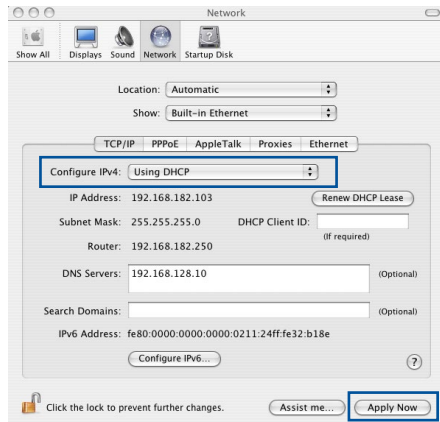 Network
Show All Displays Sound Network Startup Disk
Location: Automatic
Show: Built-in Ethernet
TCP/IP PPPoE AppleTalk Proxies Ethernet
Configure IPv4: Using DHCP
IP Address: 192.168.182.103 Renew DHCP Lease
Subnet Mask: 255.255.255.0 DHCP Client ID:
(If required)
Router: 192.168.182.250
DNS Servers: 192.168.128.10 (Optional)
Search Domains: (Optional)
IPv6 Address: fe80:0000:0000:0000:0211:24ff:fe32:b18e
Configure IPv6... ?
Click the lock to prevent further changes. Assist me... Apply Now